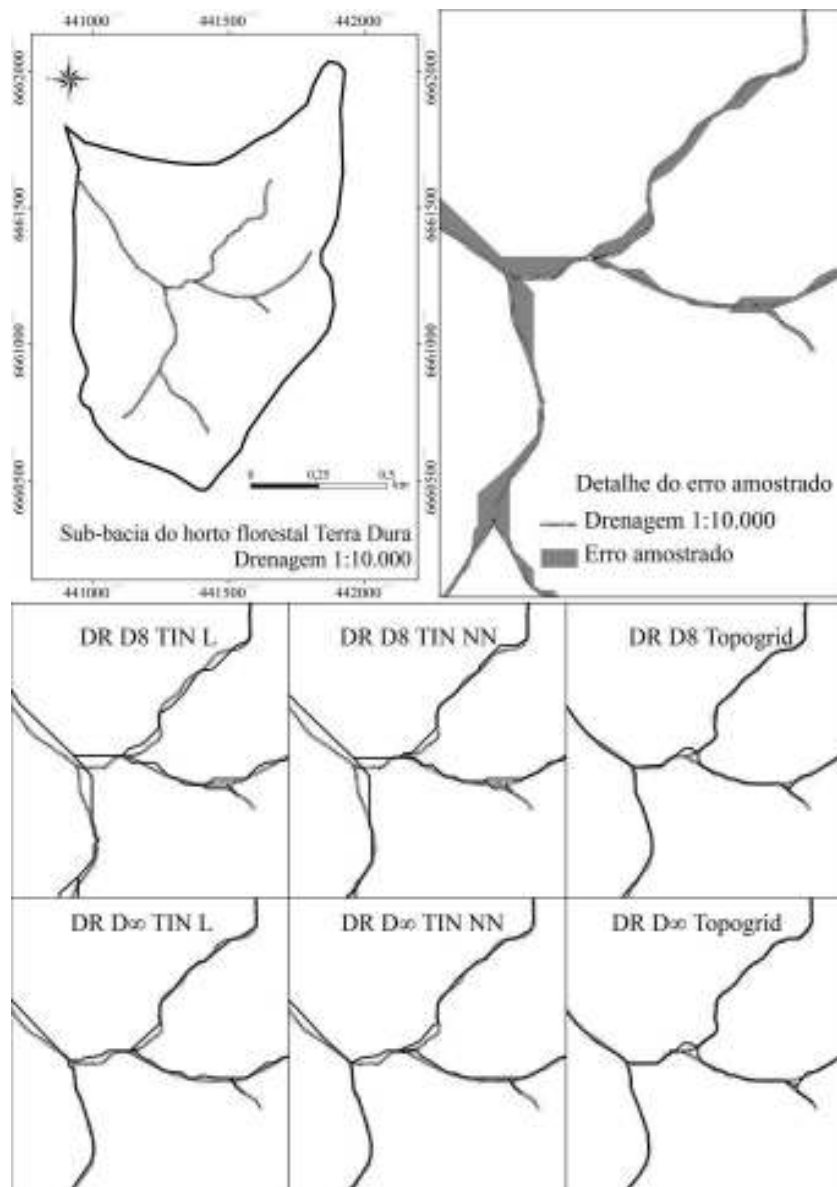 441000 441500 442000
6662000
6661500
6661000
6660500
6662000
6661500
6661000
6660500
0 0,25 0,5
km
Sub-bacia do horto florestal Terra Dura
Drenagem 1:10.000
441000 441500 442000
Detalhe do erro amostrado
Drenagem 1:10.000
Erro amostrado
DR D8 TIN L
DR D8 TIN NN
DR D8 Topogrid
DR D∞ TIN L
DR D∞ TIN NN
DR D∞ Topogrid